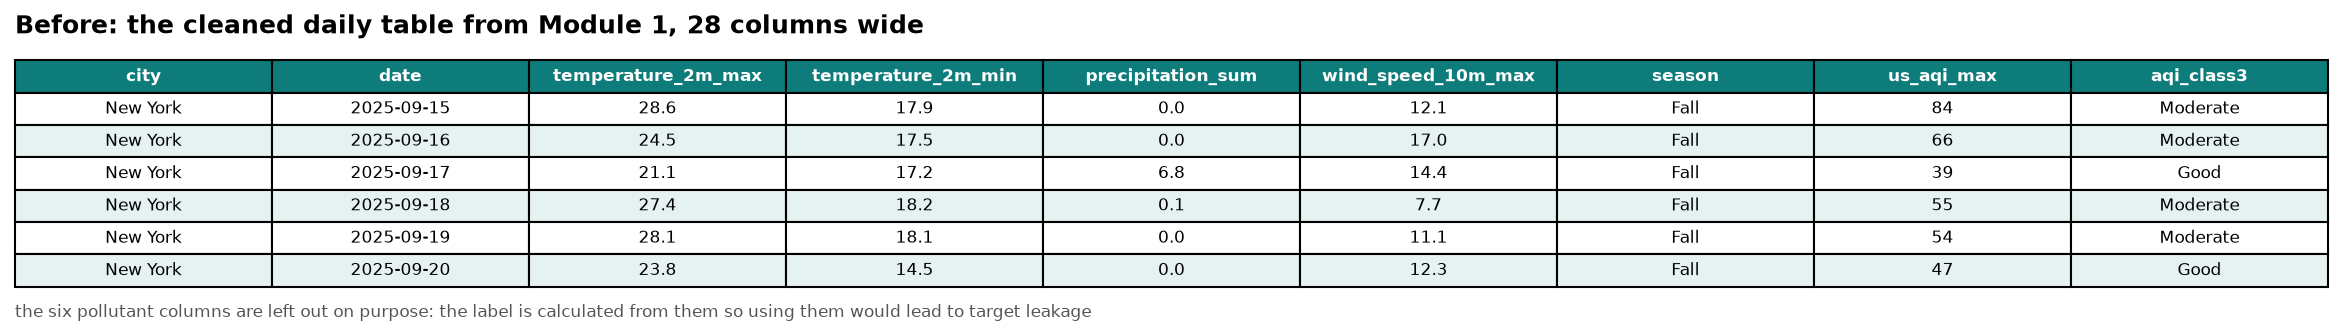 Before: the cleaned daily table from Module 1, 28 columns wide
city date temperature_2m_max temperature_2m_min precipitation_sum wind_speed_10m_max season us_aqi_max aqi_class3
New York 2025-09-15 28.6 17.9 0.0 12.1 Fall 84 Moderate
New York 2025-09-16 24.5 17.5 0.0 17.0 Fall 66 Moderate
New York 2025-09-17 21.1 17.2 6.8 14.4 Fall 39 Good
New York 2025-09-18 27.4 18.2 0.1 7.7 Fall 55 Moderate
New York 2025-09-19 28.1 18.1 0.0 11.1 Fall 54 Moderate
New York 2025-09-20 23.8 14.5 0.0 12.3 Fall 47 Good
the six pollutant columns are left out on purpose: the label is calculated from them so using them would lead to target leakage